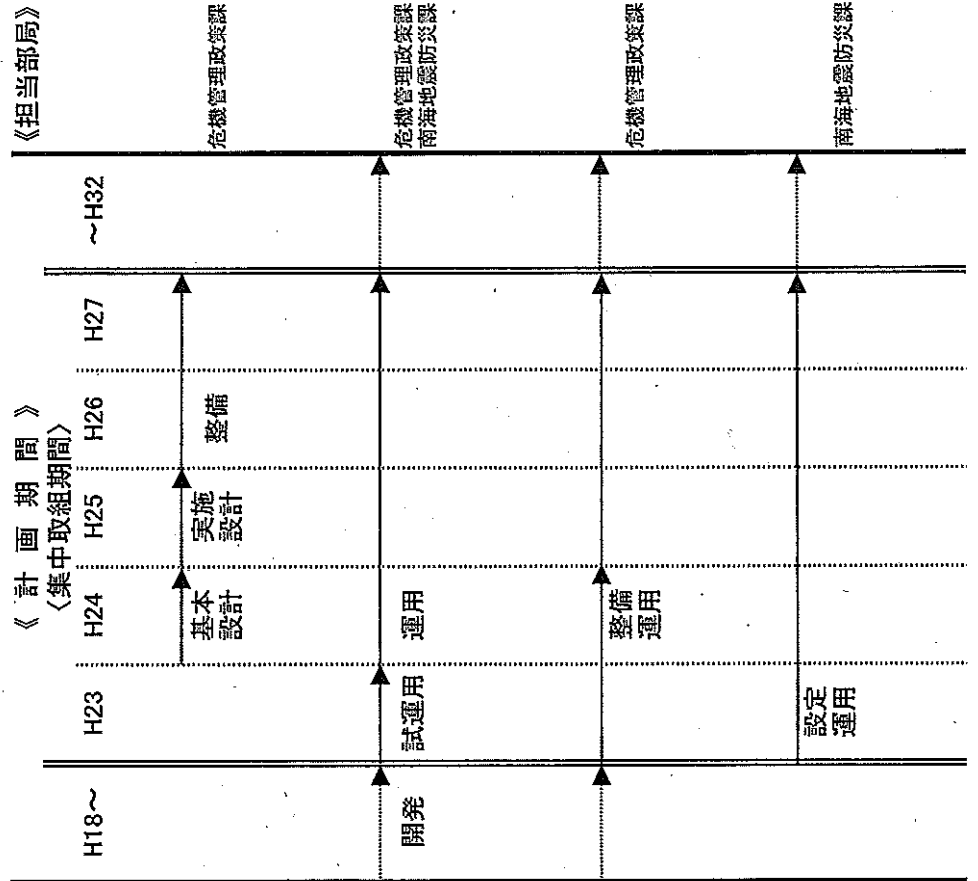 《計画期間》
〈集中取組期間〉
《担当部局》
H18～
H23
H24
H25
H26
H27
～H32
基本
設計
実施
設計
整備
危機管理政策課
開発
試運用
運用
危機管理政策課
南海地震防災課
整備
運用
危機管理政策課
設定
運用
南海地震防災課